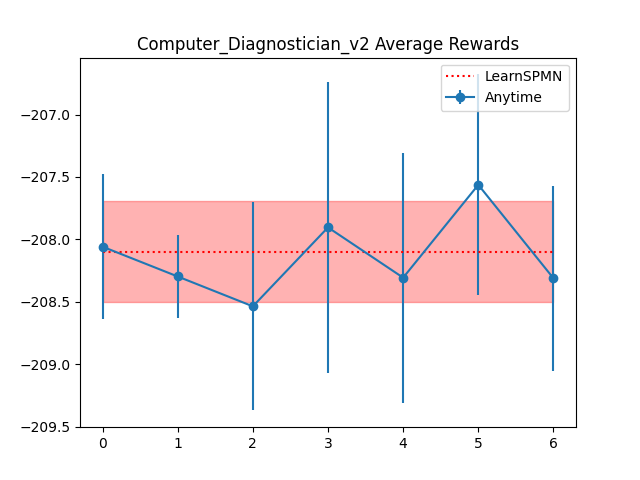 Computer_Diagnostician_v2 Average Rewards
LearnSPMN
Anytime
−207.0
−207.5
−208.0
−208.5
−209.0
−209.5
0 1 2 3 4 5 6